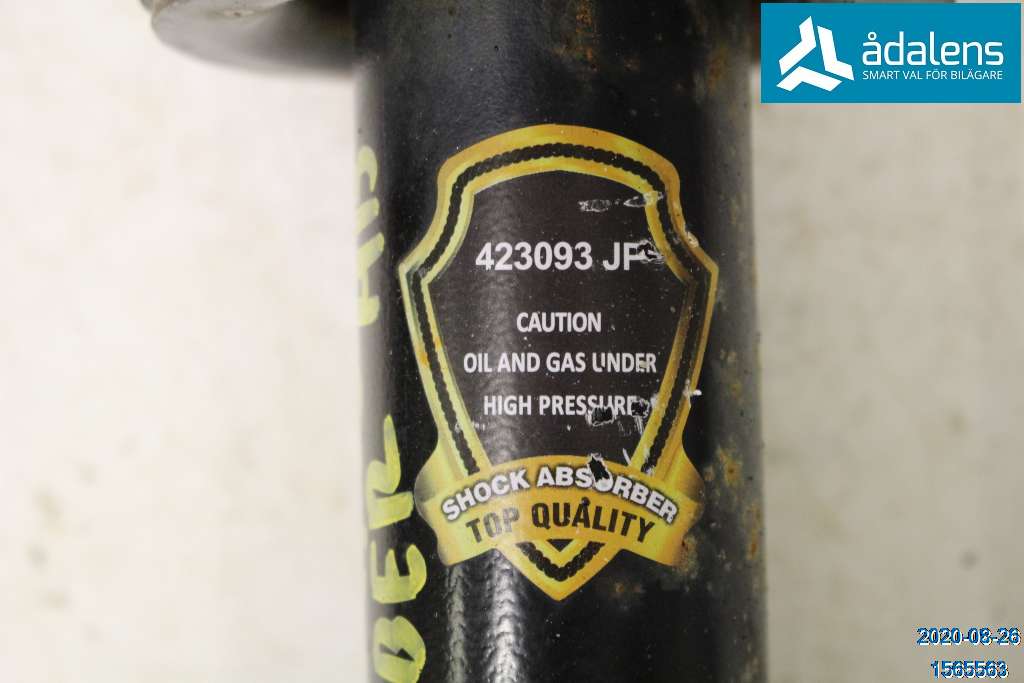 ådalens
SMART VAL FÖR BILÄGARE
423093 JF
CAUTION
OIL AND GAS UNDER
HIGH PRESSURE
SHOCK ABSORBER
TOP QUALITY
2020-08-26
1565563